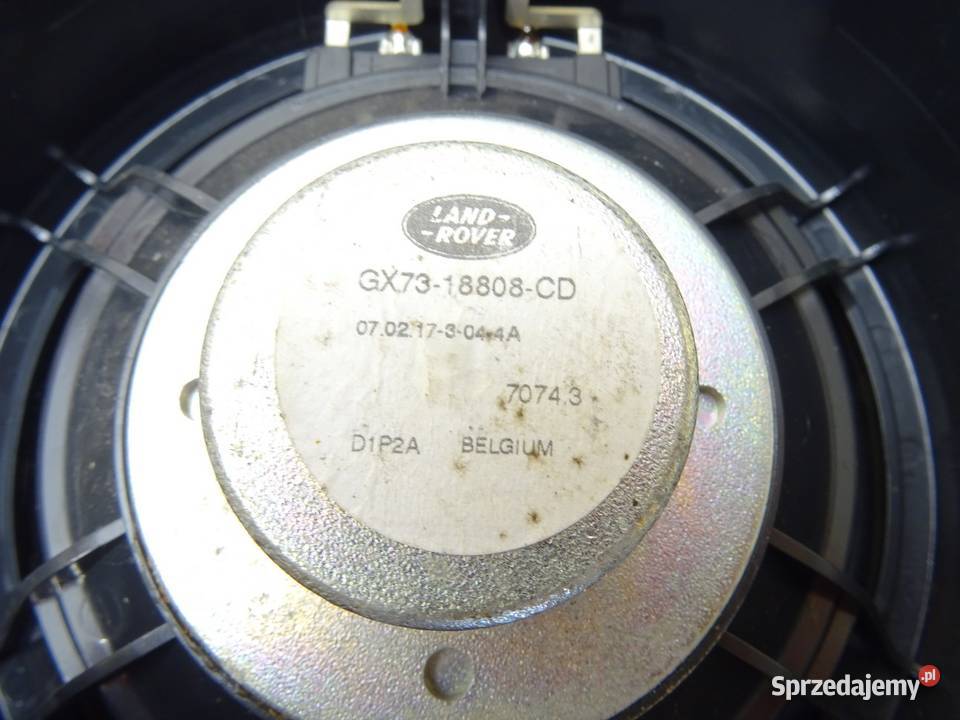 LAND-
-ROVER
GX73-18808-CD
07.02.17-3-04-4A
7074.3
D1P2A BELGIUM
Sprzedajemy.pl